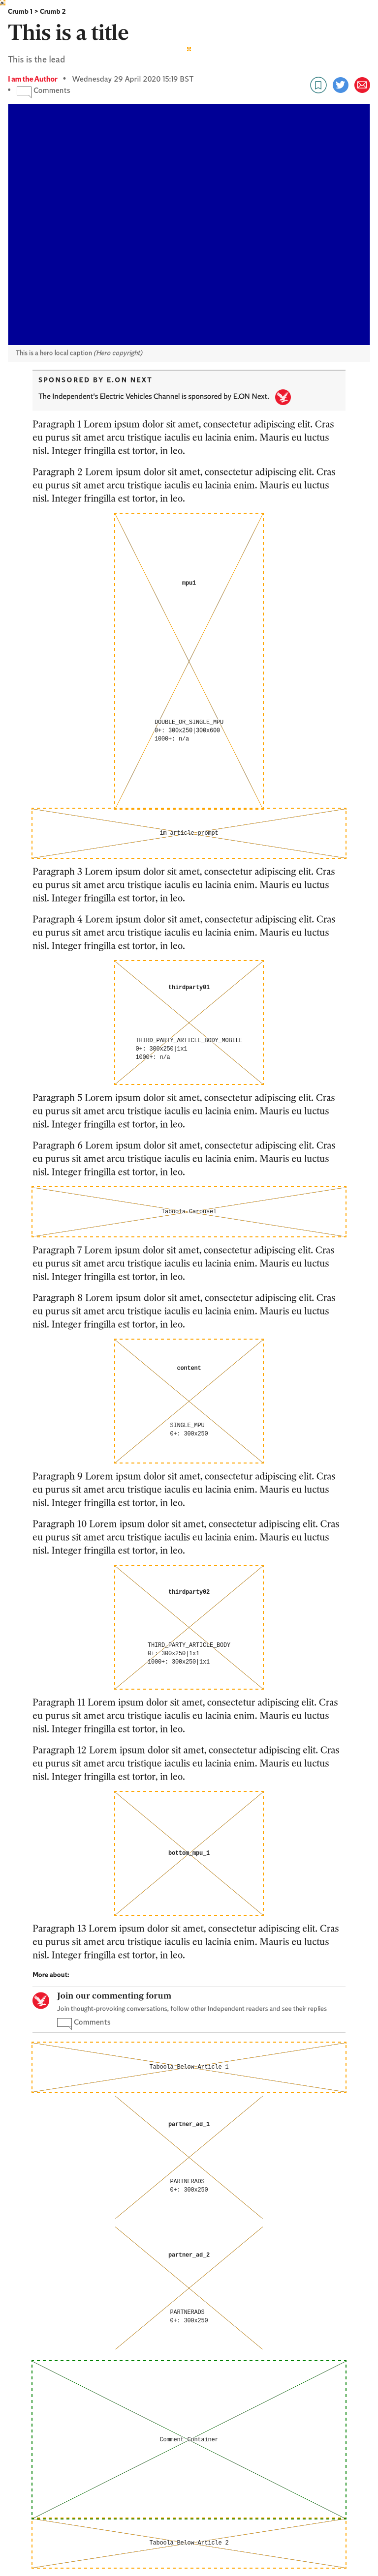 Crumb 1 > Crumb 2
This is a title
This is the lead
I am the Author • Wednesday 29 April 2020 15:19 BST
• Comments
This is a hero local caption (Hero copyright)
SPONSORED BY E.ON NEXT
The Independent's Electric Vehicles Channel is sponsored by E.ON Next.
Paragraph 1 Lorem ipsum dolor sit amet, consectetur adipiscing elit. Cras
eu purus sit amet arcu tristique iaculis eu lacinia enim. Mauris eu luctus
nisl. Integer fringilla est tortor, in leo.
Paragraph 2 Lorem ipsum dolor sit amet, consectetur adipiscing elit. Cras
eu purus sit amet arcu tristique iaculis eu lacinia enim. Mauris eu luctus
nisl. Integer fringilla est tortor, in leo.
mpu1
DOUBLE_OR_SINGLE_MPU
0+: 300x250|300x600
1000+: n/a
im article prompt
Paragraph 3 Lorem ipsum dolor sit amet, consectetur adipiscing elit. Cras
eu purus sit amet arcu tristique iaculis eu lacinia enim. Mauris eu luctus
nisl. Integer fringilla est tortor, in leo.
Paragraph 4 Lorem ipsum dolor sit amet, consectetur adipiscing elit. Cras
eu purus sit amet arcu tristique iaculis eu lacinia enim. Mauris eu luctus
nisl. Integer fringilla est tortor, in leo.
thirdparty01
THIRD_PARTY_ARTICLE_BODY_MOBILE
0+: 300x250|1x1
1000+: n/a
Paragraph 5 Lorem ipsum dolor sit amet, consectetur adipiscing elit. Cras
eu purus sit amet arcu tristique iaculis eu lacinia enim. Mauris eu luctus
nisl. Integer fringilla est tortor, in leo.
Paragraph 6 Lorem ipsum dolor sit amet, consectetur adipiscing elit. Cras
eu purus sit amet arcu tristique iaculis eu lacinia enim. Mauris eu luctus
nisl. Integer fringilla est tortor, in leo.
Taboola Carousel
Paragraph 7 Lorem ipsum dolor sit amet, consectetur adipiscing elit. Cras
eu purus sit amet arcu tristique iaculis eu lacinia enim. Mauris eu luctus
nisl. Integer fringilla est tortor, in leo.
Paragraph 8 Lorem ipsum dolor sit amet, consectetur adipiscing elit. Cras
eu purus sit amet arcu tristique iaculis eu lacinia enim. Mauris eu luctus
nisl. Integer fringilla est tortor, in leo.
content
SINGLE_MPU
0+: 300x250
Paragraph 9 Lorem ipsum dolor sit amet, consectetur adipiscing elit. Cras
eu purus sit amet arcu tristique iaculis eu lacinia enim. Mauris eu luctus
nisl. Integer fringilla est tortor, in leo.
Paragraph 10 Lorem ipsum dolor sit amet, consectetur adipiscing elit. Cras
eu purus sit amet arcu tristique iaculis eu lacinia enim. Mauris eu luctus
nisl. Integer fringilla est tortor, in leo.
thirdparty02
THIRD_PARTY_ARTICLE_BODY
0+: 300x250|1x1
1000+: 300x250|1x1
Paragraph 11 Lorem ipsum dolor sit amet, consectetur adipiscing elit. Cras
eu purus sit amet arcu tristique iaculis eu lacinia enim. Mauris eu luctus
nisl. Integer fringilla est tortor, in leo.
Paragraph 12 Lorem ipsum dolor sit amet, consectetur adipiscing elit. Cras
eu purus sit amet arcu tristique iaculis eu lacinia enim. Mauris eu luctus
nisl. Integer fringilla est tortor, in leo.
bottom_mpu_1
Paragraph 13 Lorem ipsum dolor sit amet, consectetur adipiscing elit. Cras
eu purus sit amet arcu tristique iaculis eu lacinia enim. Mauris eu luctus
nisl. Integer fringilla est tortor, in leo.
More about:
Join our commenting forum
Join thought-provoking conversations, follow other Independent readers and see their replies
Comments
Taboola Below Article 1
partner_ad_1
PARTNERADS
0+: 300x250
partner_ad_2
PARTNERADS
0+: 300x250
Comment Container
Taboola Below Article 2